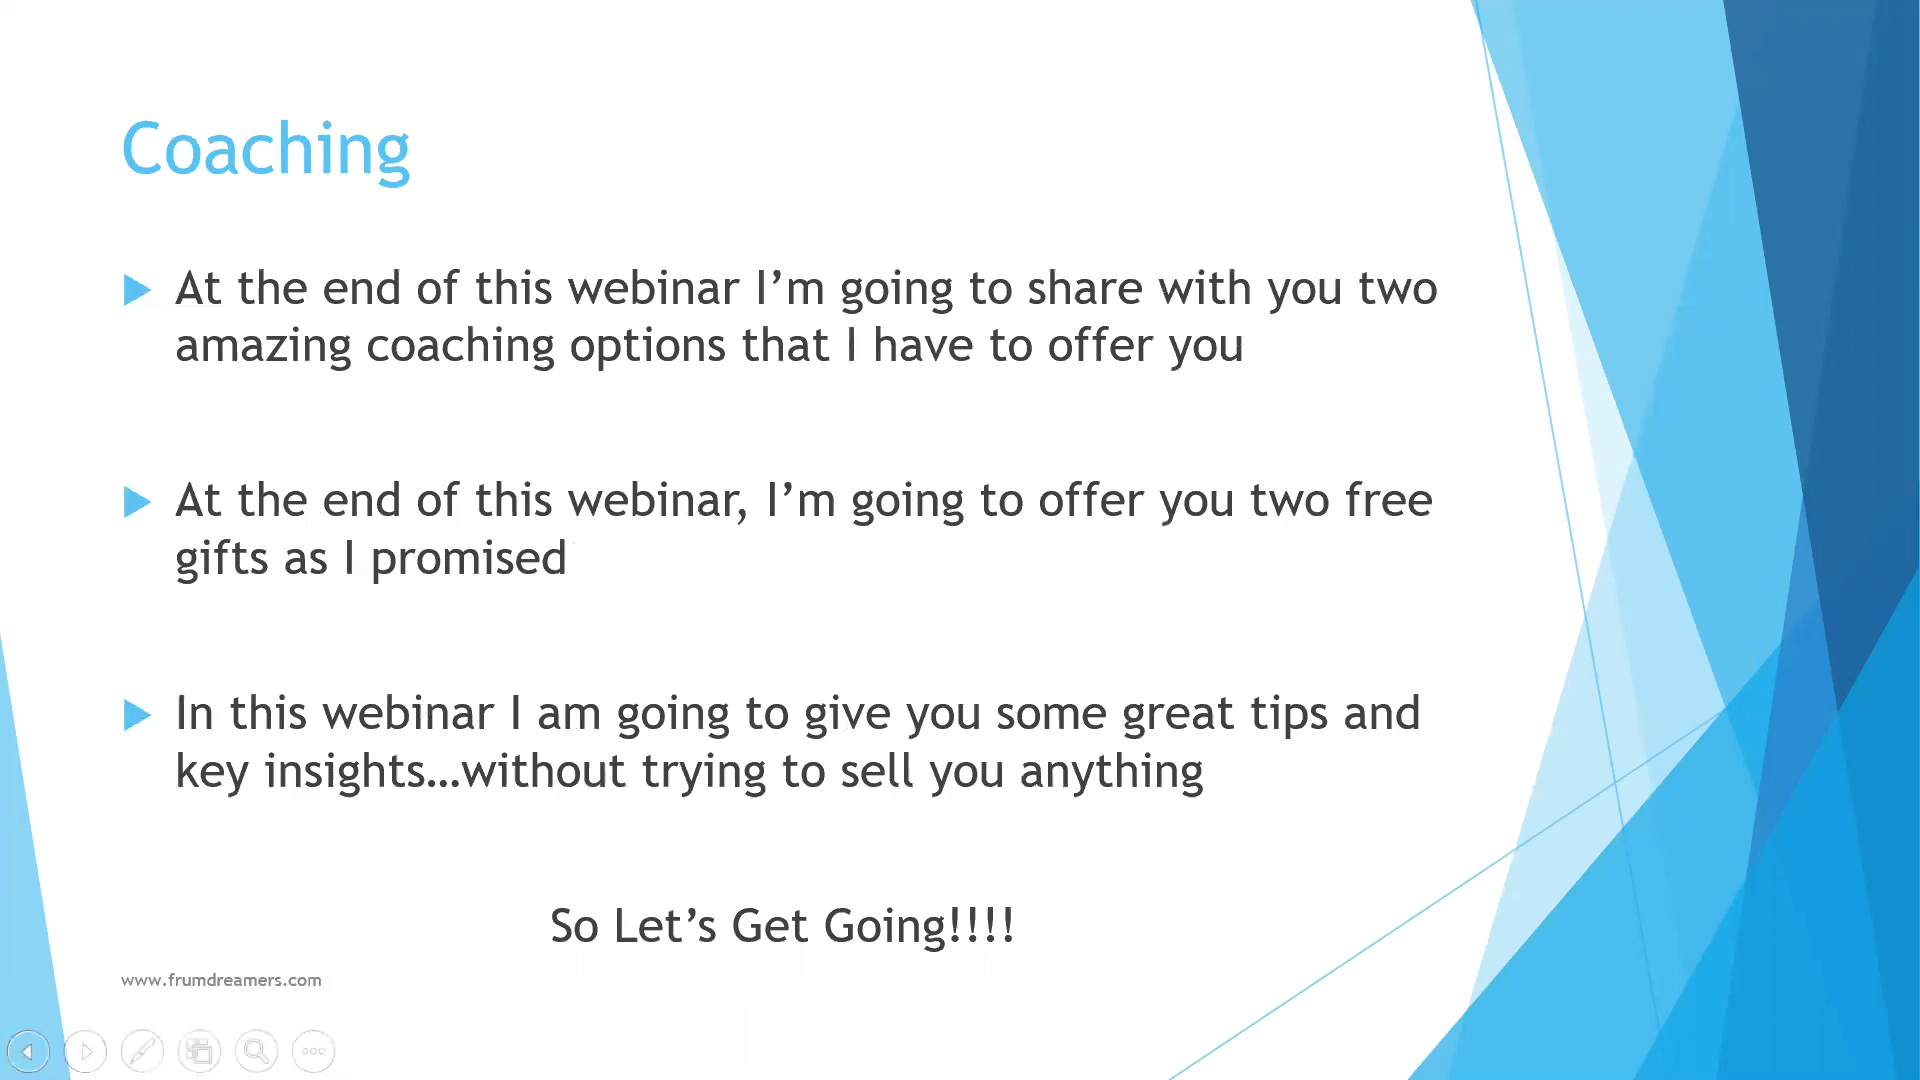 Coaching
At the end of this webinar I’m going to share with you two
amazing coaching options that I have to offer you
At the end of this webinar, I’m going to offer you two free
gifts as I promised
In this webinar I am going to give you some great tips and
key insights…without trying to sell you anything
So Let’s Get Going!!!!
www.frumdreamers.com